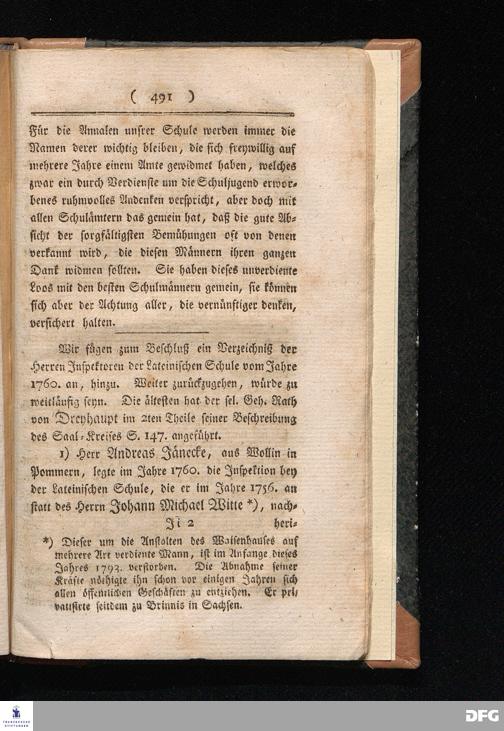 ( 491 )
Für die Annalen unsrer Schule werden immer die
Namen derer wichtig bleiben, die sich freywillig auf
mehrere Jahre einem Amte gewidmet haben, welches
zwar ein durch Verdienste um die Schuljugend erwor-
benes ruhmvolles Andenken verspricht, aber doch mit
allen Schulämtern das gemein hat, daß die gute Ab-
sicht der sorgfältigsten Bemühungen oft von denen
verkannt wird, die diesen Männern ihren ganzen
Dank widmen sollten. Sie haben dieses unverdiente
Loos mit den besten Schulmännern gemein, sie können
sich aber der Achtung aller, die vernünftiger denken,
versichert halten.
Wir fügen zum Beschluß ein Verzeichniß der
Herren Inspektoren der Lateinischen Schule vom Jahre
1760. an, hinzu. Weiter zurückzugehen, würde zu
weitläufig seyn. Die ältesten hat der sel. Geh. Rath
von Dreyhaupt im 2ten Theile seiner Beschreibung
des Saal-Kreises S. 147. angeführt.
1) Herr Andreas Jänecke, aus Wollin in
Pommern, legte im Jahre 1760. die Inspektion bey
der Lateinischen Schule, die er im Jahre 1756. an
statt des Herrn Johann Michael Witte *), nach-
Ji 2 heri-
*) Dieser um die Anstalten des Waisenhauses auf
mehrere Art verdiente Mann, ist im Anfange dieses
Jahres 1793. verstorben. Die Abnahme seiner
Kräfte nöthigte ihn schon vor einigen Jahren sich
allen öffentlichen Geschäften zu entziehen. Er pri-
vatisirte seitdem zu Brinnis in Sachsen.
FRANCKESCHE
STIFTUNGEN
DFG